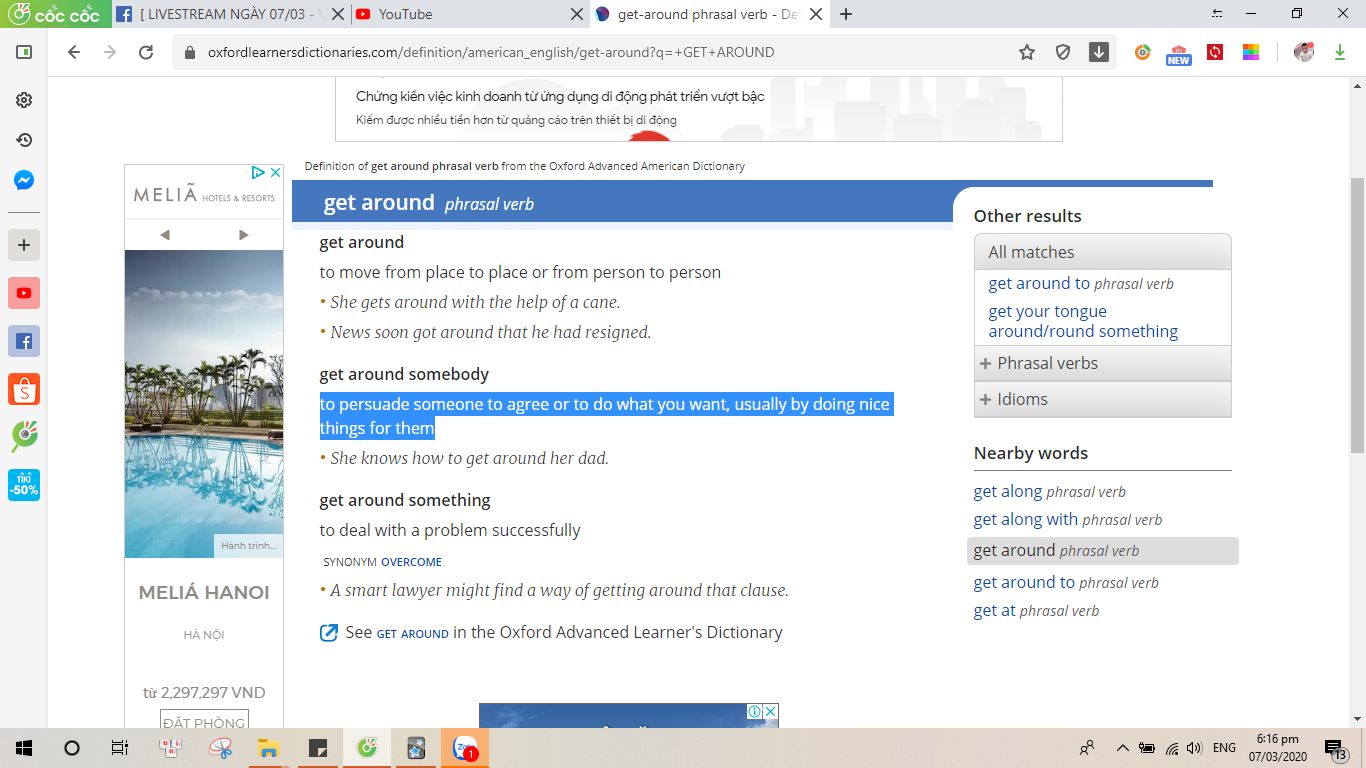 cốc cốc
[ LIVESTREAM NGÀY 07/03 -
YouTube
get-around phrasal verb - De
oxfordlearnersdictionaries.com/definition/american_english/get-around?q=+GET+AROUND
NEW
Chứng kiến việc kinh doanh từ ứng dụng di động phát triển vượt bậc
Kiếm được nhiều tiền hơn từ quảng cáo trên thiết bị di động
Definition of get around phrasal verb from the Oxford Advanced American Dictionary
MELIÃ HOTELS & RESORTS
Hành trình...
MELIÁ HANOI
HÀ NỘI
từ 2,297,297 VND
ĐẶT PHÒNG
get around phrasal verb
get around
to move from place to place or from person to person
• She gets around with the help of a cane.
• News soon got around that he had resigned.
get around somebody
to persuade someone to agree or to do what you want, usually by doing nice
things for them
• She knows how to get around her dad.
get around something
to deal with a problem successfully
SYNONYM OVERCOME
• A smart lawyer might find a way of getting around that clause.
See GET AROUND in the Oxford Advanced Learner's Dictionary
Other results
All matches
get around to phrasal verb
get your tongue
around/round something
+ Phrasal verbs
+ Idioms
Nearby words
get along phrasal verb
get along with phrasal verb
get around phrasal verb
get around to phrasal verb
get at phrasal verb
TIKI
-50%
Zalo
1
ENG
6:16 pm
07/03/2020
13